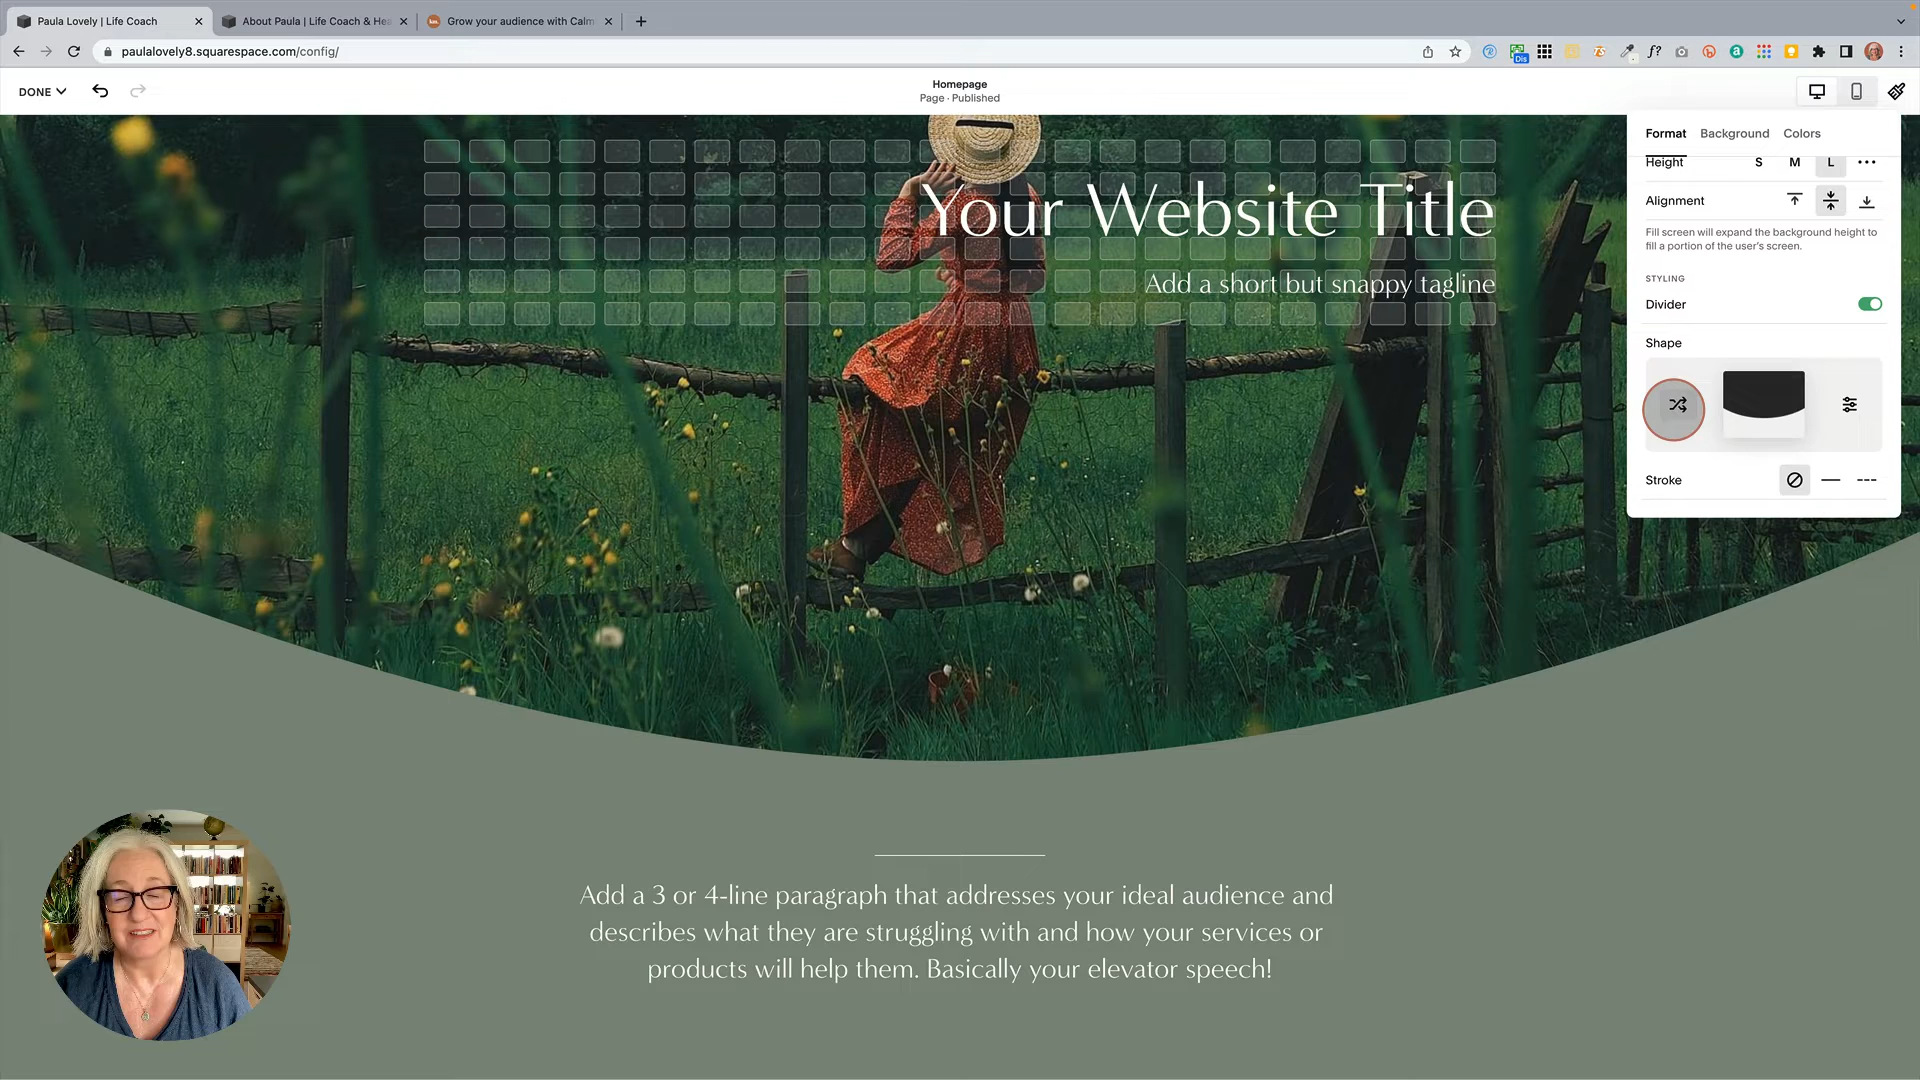 Paula Lovely | Life Coach
About Paula | Life Coach & Hea
Grow your audience with Calm
paulalovely8.squarespace.com/config/
Dis
f?
DONE
Homepage
Page · Published
Format Background Colors
Height S M L
Alignment
Fill screen will expand the background height to
fill a portion of the user's screen.
STYLING
Divider
Shape
Stroke
Your Website Title
Add a short but snappy tagline
Add a 3 or 4-line paragraph that addresses your ideal audience and
describes what they are struggling with and how your services or
products will help them. Basically your elevator speech!